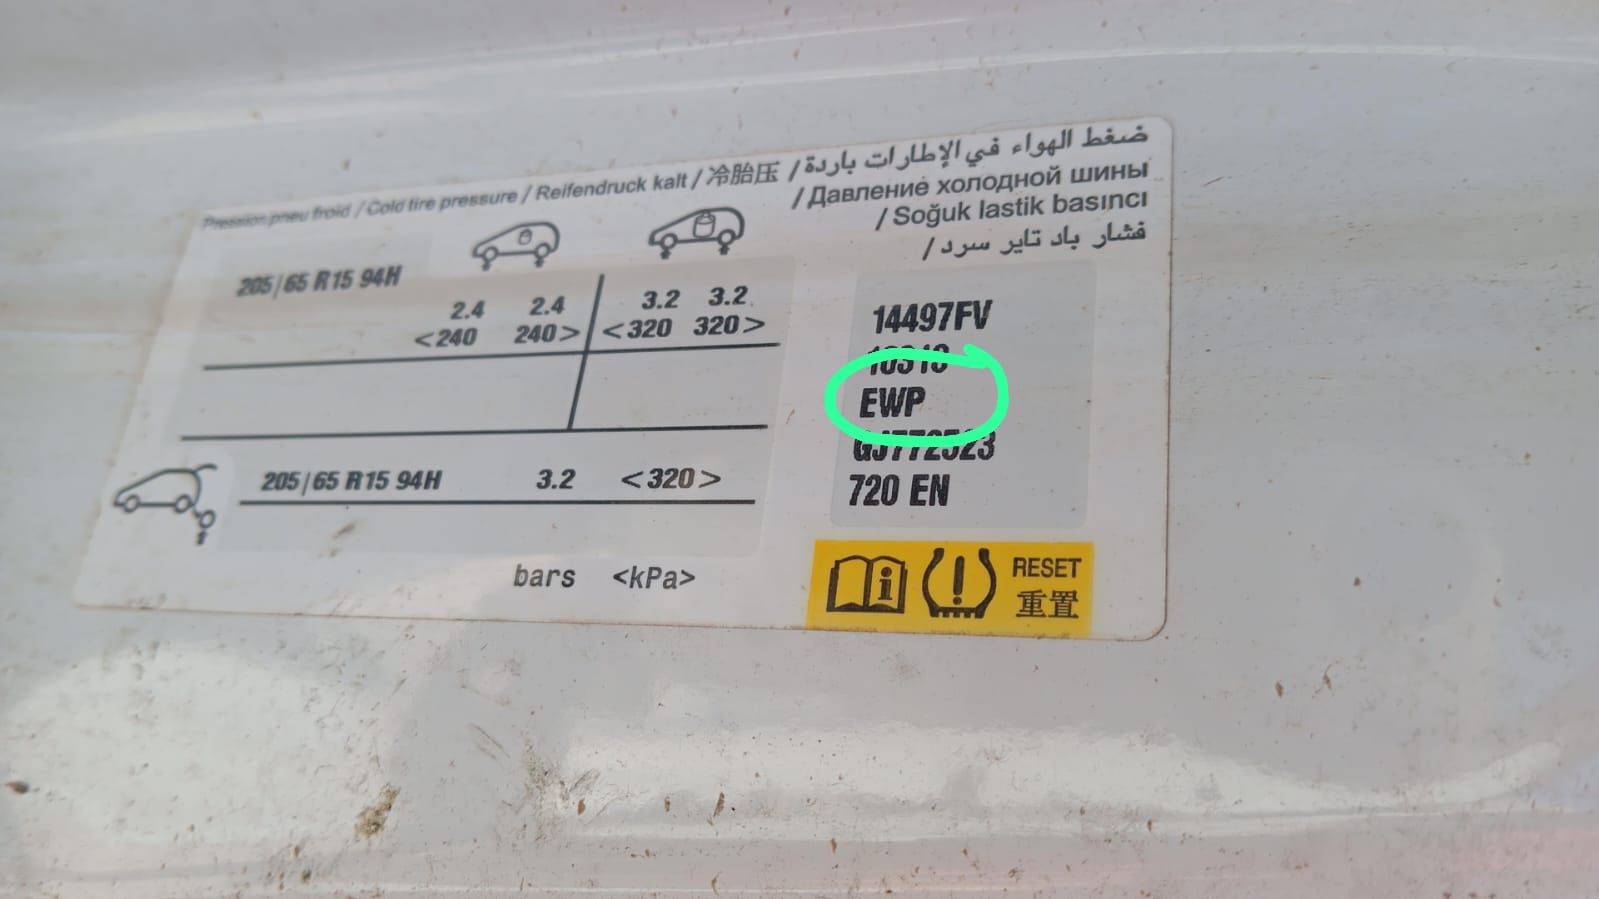 Pression pneu froid / Cold tire pressure / Reifendruck kalt / 冷胎压 / ضغط الهواء في الإطارات باردة
/ Давление холодной шины
/ Soğuk lastik basıncı
/ فشار باد تایر سرد
205/65 R15 94H
2.4 2.4 3.2 3.2
<240 240> <320 320>
205/65 R15 94H 3.2 <320>
bars <kPa>
14497FV
EWP
GJ772523
720 EN
RESET
重置